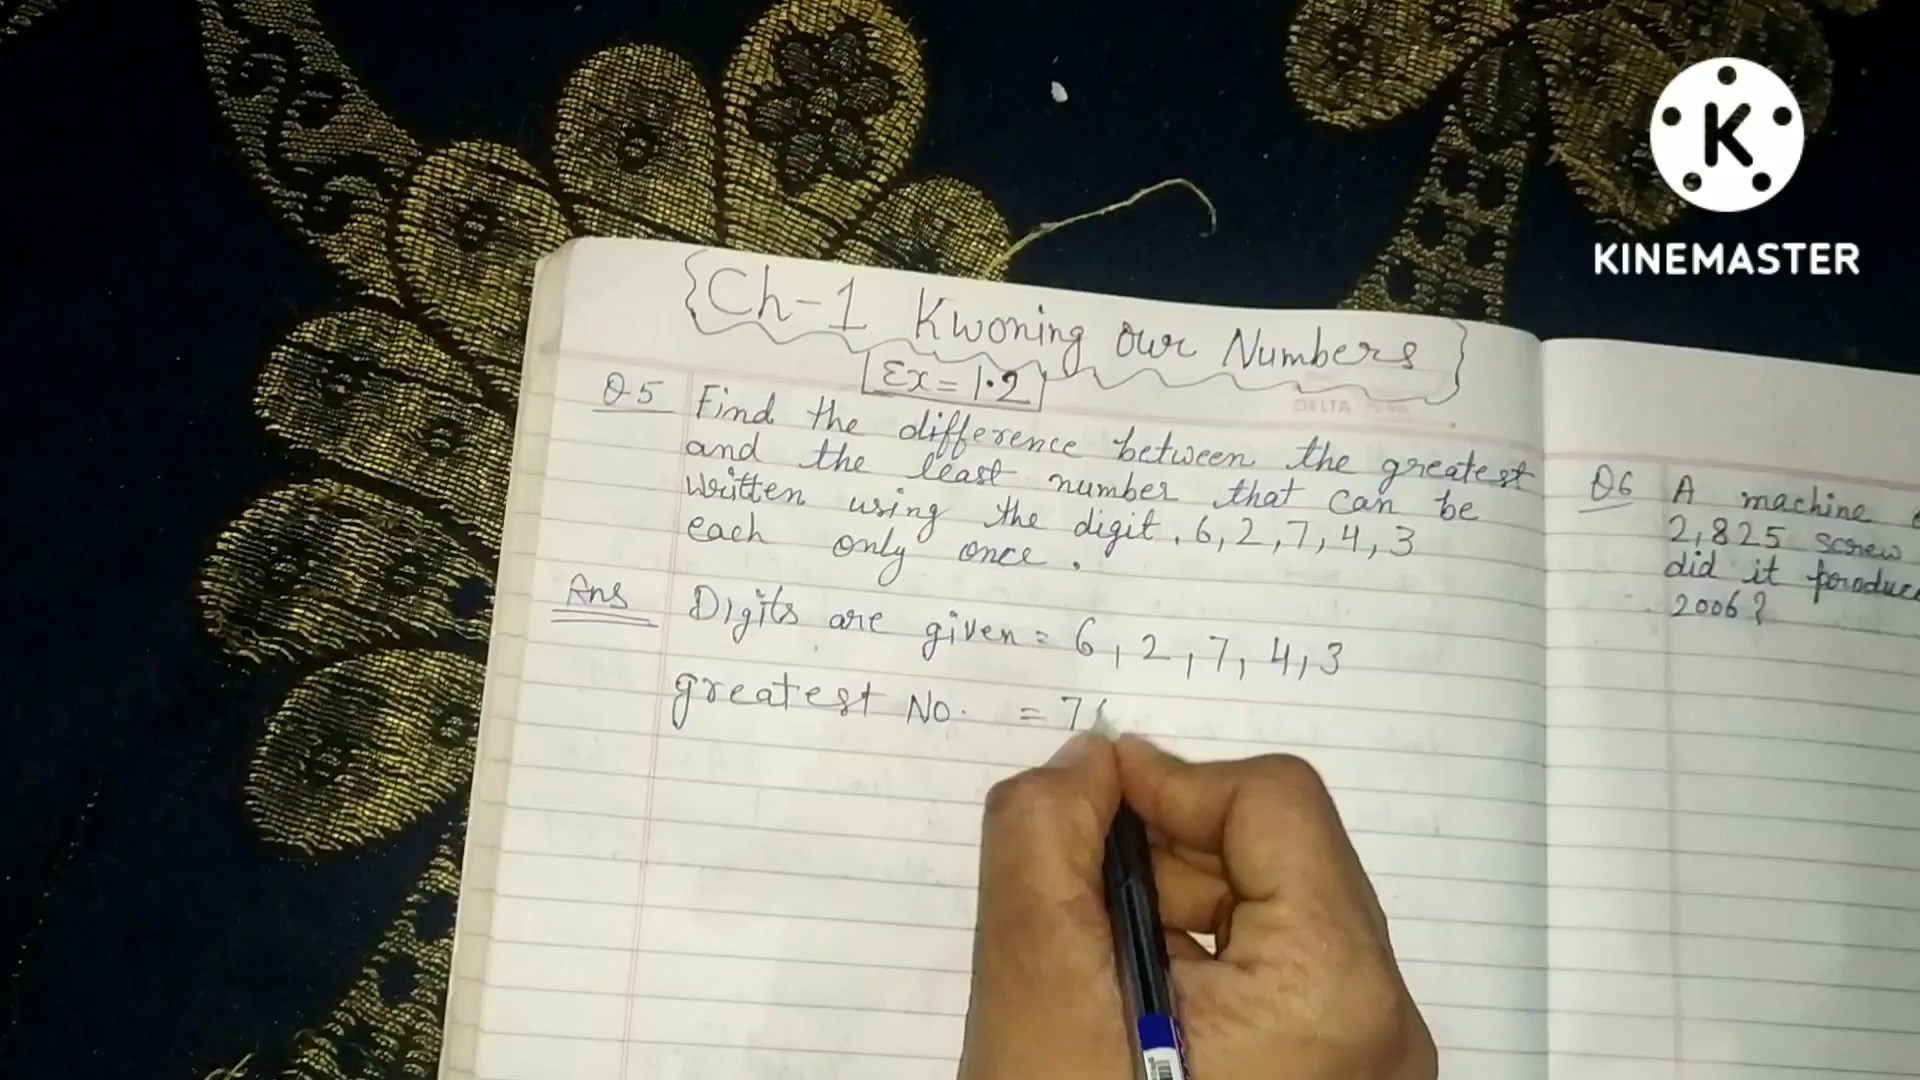 K
KINEMASTER
Ch-1 Kwoning our Numbers
Ex = 1.2
DELTA
Q5 Find the difference between the greatest
and the least number that can be
written using the digit, 6, 2, 7, 4, 3
each only once.
Ans Digits are given = 6, 2, 7, 4, 3
greatest No. = 7
Q6 A machine
2,825 screw
did it poroduce
2006?